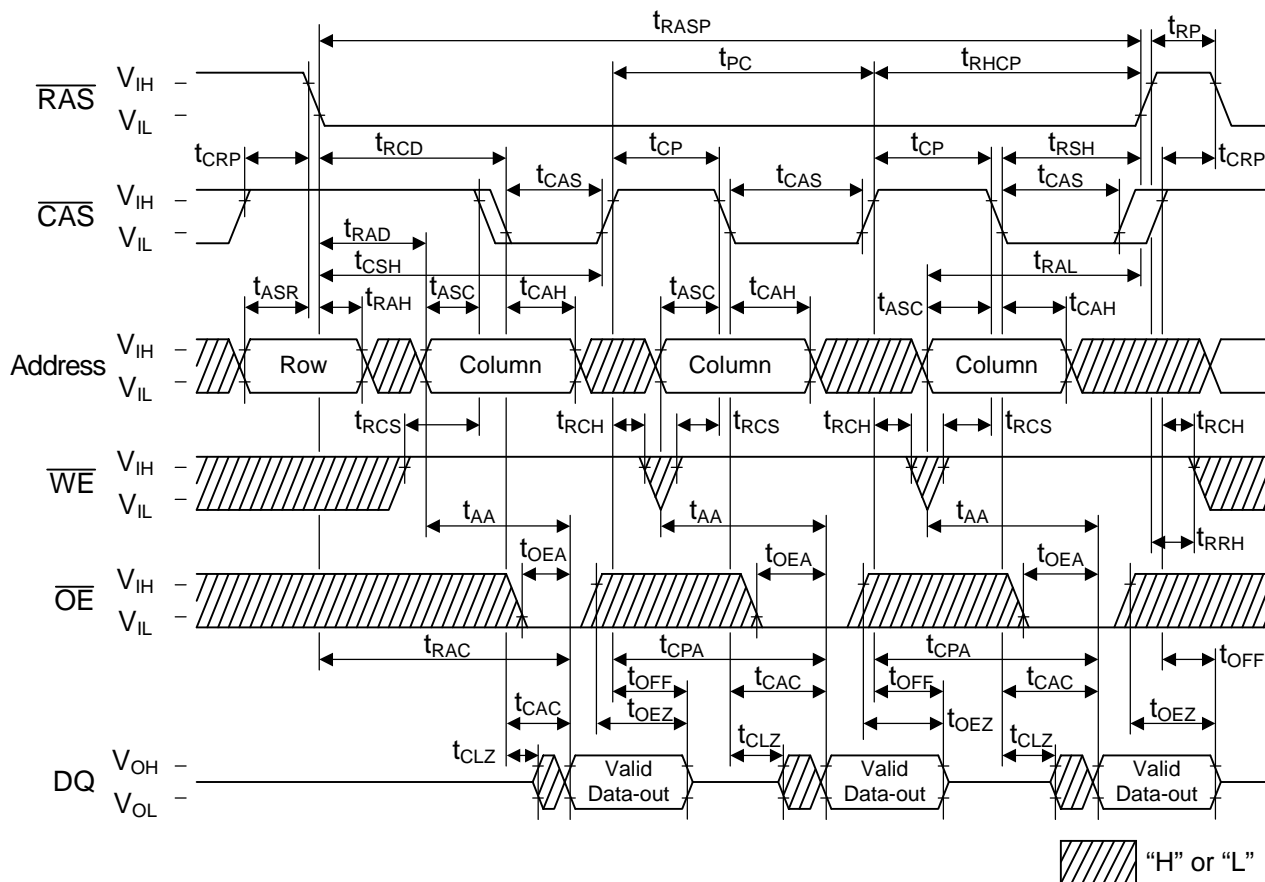 tRASP tRP
tPC tRHCP
RAS VIH
VIL
tCRP tRCD tCP tCP tRSH tCRP
tCAS tCAS tCAS
CAS VIH
VIL
tRAD
tCSH tRAL
tASR tRAH tASC tCAH tASC tCAH tASC tCAH
Address VIH
VIL
Row Column Column Column
tRCS tRCH tRCS tRCH tRCS tRCH
WE VIH
VIL
tAA tAA tAA
tRRH
tOEA tOEA tOEA
OE VIH
VIL
tRAC tCPA tCPA tOFF
tOFF tCAC tOFF tCAC
tCAC tOEZ tOEZ tOEZ
tCLZ tCLZ tCLZ
DQ VOH
VOL
Valid Data-out Valid Data-out Valid Data-out
“H” or “L”